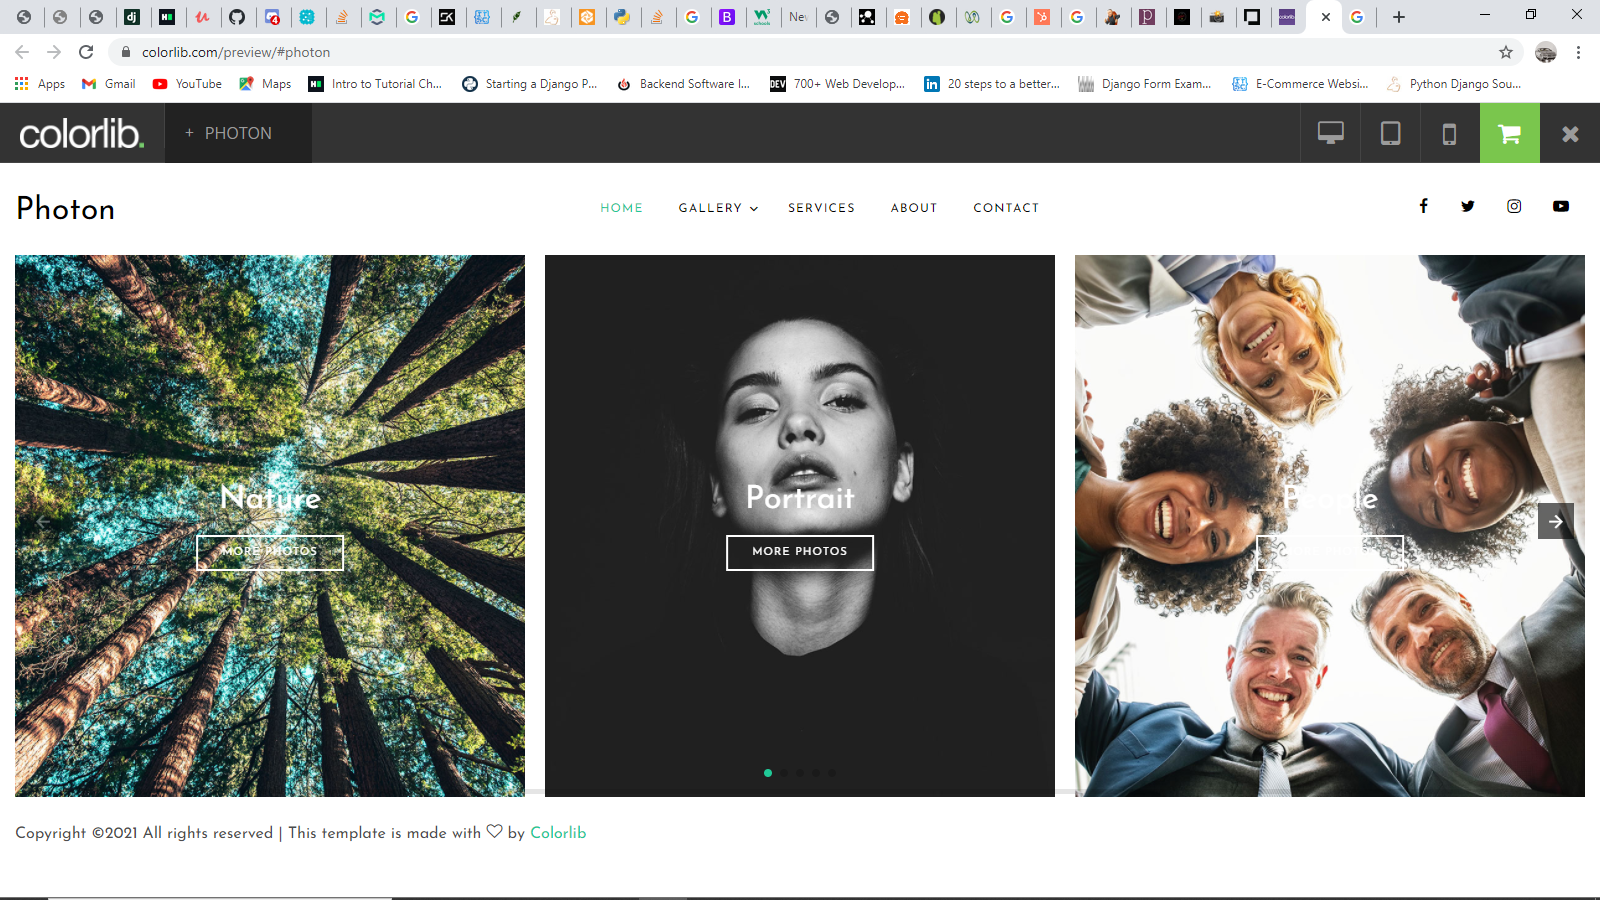 New
colorlib.com/preview/#photon
Apps Gmail YouTube Maps Intro to Tutorial Ch... Starting a Django P... Backend Software I... 700+ Web Develop... 20 steps to a better... Django Form Exam... E-Commerce Websi... Python Django Sou...
colorlib. + PHOTON
Photon HOME GALLERY SERVICES ABOUT CONTACT
Nature Portrait People
MORE PHOTOS MORE PHOTOS
Copyright ©2021 All rights reserved | This template is made with ♡ by Colorlib